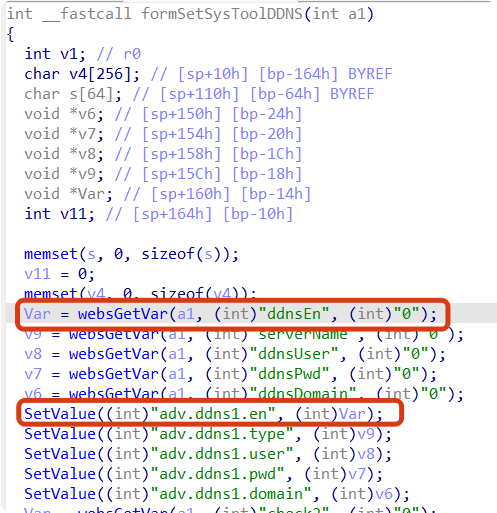 int __fastcall formSetSysToolDDNS(int a1)
{
int v1; // r0
char v4[256]; // [sp+10h] [bp-164h] BYREF
char s[64]; // [sp+110h] [bp-64h] BYREF
void *v6; // [sp+150h] [bp-24h]
void *v7; // [sp+154h] [bp-20h]
void *v8; // [sp+158h] [bp-1Ch]
void *v9; // [sp+15Ch] [bp-18h]
void *Var; // [sp+160h] [bp-14h]
int v11; // [sp+164h] [bp-10h]
memset(s, 0, sizeof(s));
v11 = 0;
memset(v4, 0, sizeof(v4));
Var = websGetVar(a1, (int)"ddnsEn", (int)"0");
v9 = websGetVar(a1, (int)"serverName", (int)"0");
v8 = websGetVar(a1, (int)"ddnsUser", (int)"0");
v7 = websGetVar(a1, (int)"ddnsPwd", (int)"0");
v6 = websGetVar(a1, (int)"ddnsDomain", (int)"0");
SetValue((int)"adv.ddns1.en", (int)Var);
SetValue((int)"adv.ddns1.type", (int)v9);
SetValue((int)"adv.ddns1.user", (int)v8);
SetValue((int)"adv.ddns1.pwd", (int)v7);
SetValue((int)"adv.ddns1.domain", (int)v6);
Var = websGetVar(a1, (int)"check2", (int)"0");